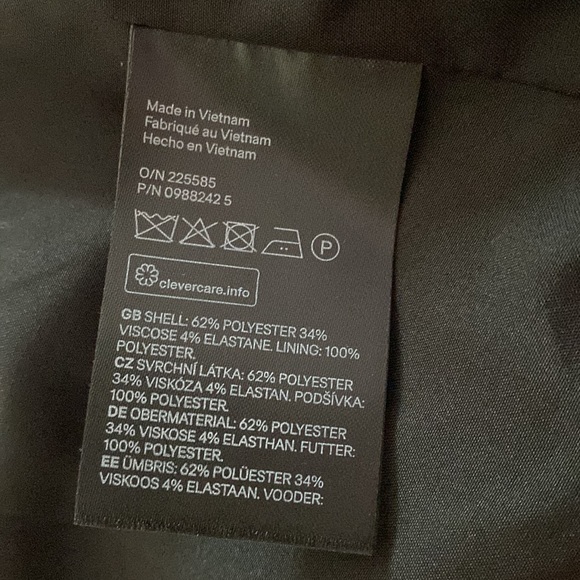 Made in Vietnam
Fabriqué au Vietnam
Hecho en Vietnam
O/N 225585
P/N 0988242 5
P
clevercare.info
GB SHELL: 62% POLYESTER 34%
VISCOSE 4% ELASTANE. LINING: 100%
POLYESTER.
CZ SVRCHNÍ LÁTKA: 62% POLYESTER
34% VISKÓZA 4% ELASTAN. PODŠÍVKA:
100% POLYESTER.
DE OBERMATERIAL: 62% POLYESTER
34% VISKOSE 4% ELASTHAN. FUTTER:
100% POLYESTER.
EE ÜMBRIS: 62% POLÜESTER 34%
VISKOOS 4% ELASTAAN. VOODER: